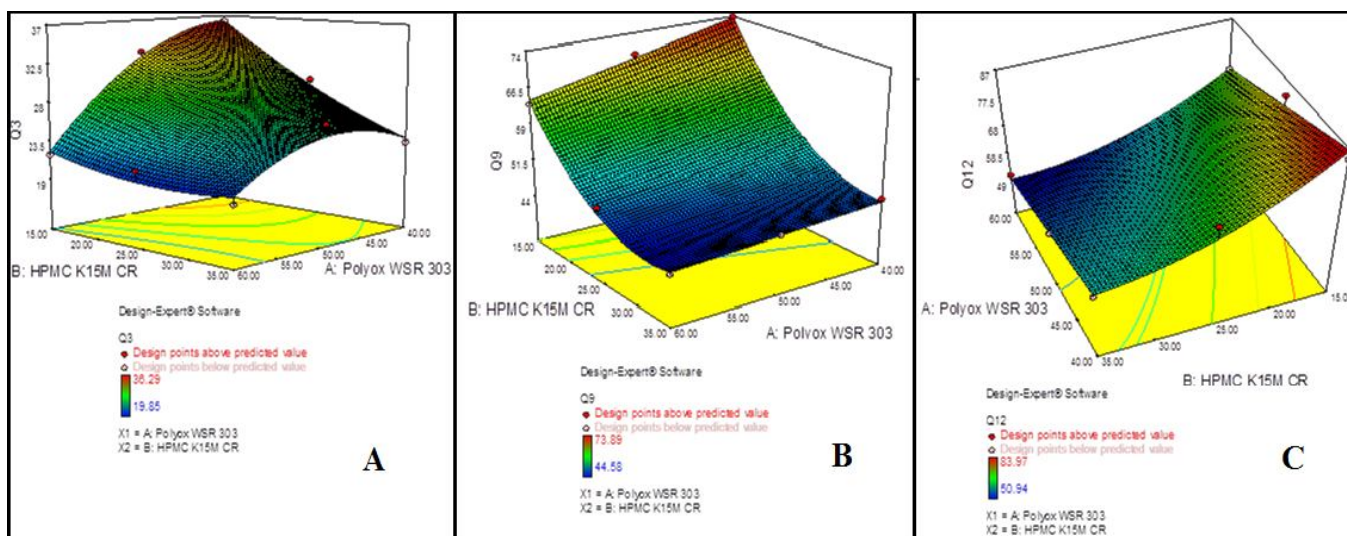 37
32.5
28
23.5
19
Q3
15.00
20.00
25.00
30.00
35.00
60.00
55.00
50.00
45.00
40.00
B: HPMC K15M CR
A: Polyox WSR 303
Design-Expert® Software
Q3
Design points above predicted value
Design points below predicted value
36.29
19.85
X1 = A: Polyox WSR 303
X2 = B: HPMC K15M CR
A
74
66.5
59
51.5
44
Q9
15.00
20.00
25.00
30.00
35.00
60.00
55.00
50.00
45.00
40.00
B: HPMC K15M CR
A: Polyox WSR 303
Design-Expert® Software
Q9
Design points above predicted value
Design points below predicted value
73.89
44.58
X1 = A: Polyox WSR 303
X2 = B: HPMC K15M CR
B
87
77.5
68
58.5
49
Q12
60.00
55.00
50.00
45.00
40.00
35.00
30.00
25.00
20.00
15.00
A: Polyox WSR 303
B: HPMC K15M CR
Design-Expert® Software
Q12
Design points above predicted value
Design points below predicted value
83.97
50.94
X1 = A: Polyox WSR 303
X2 = B: HPMC K15M CR
C